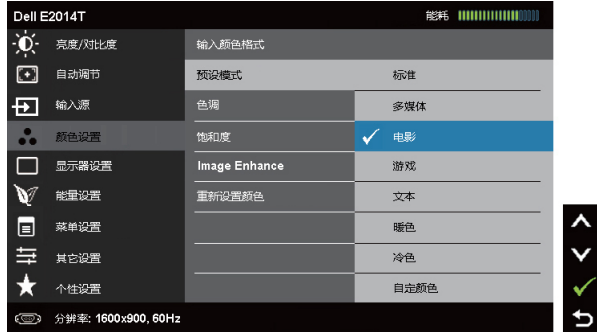 Dell E2014T
能耗
亮度/对比度
输入颜色格式
自动调节
预设模式
标准
输入源
色调
多媒体
颜色设置
饱和度
电影
显示器设置
Image Enhance
游戏
能量设置
重新设置颜色
文本
菜单设置
暖色
其它设置
冷色
个性设置
自定颜色
分辨率: 1600x900, 60Hz